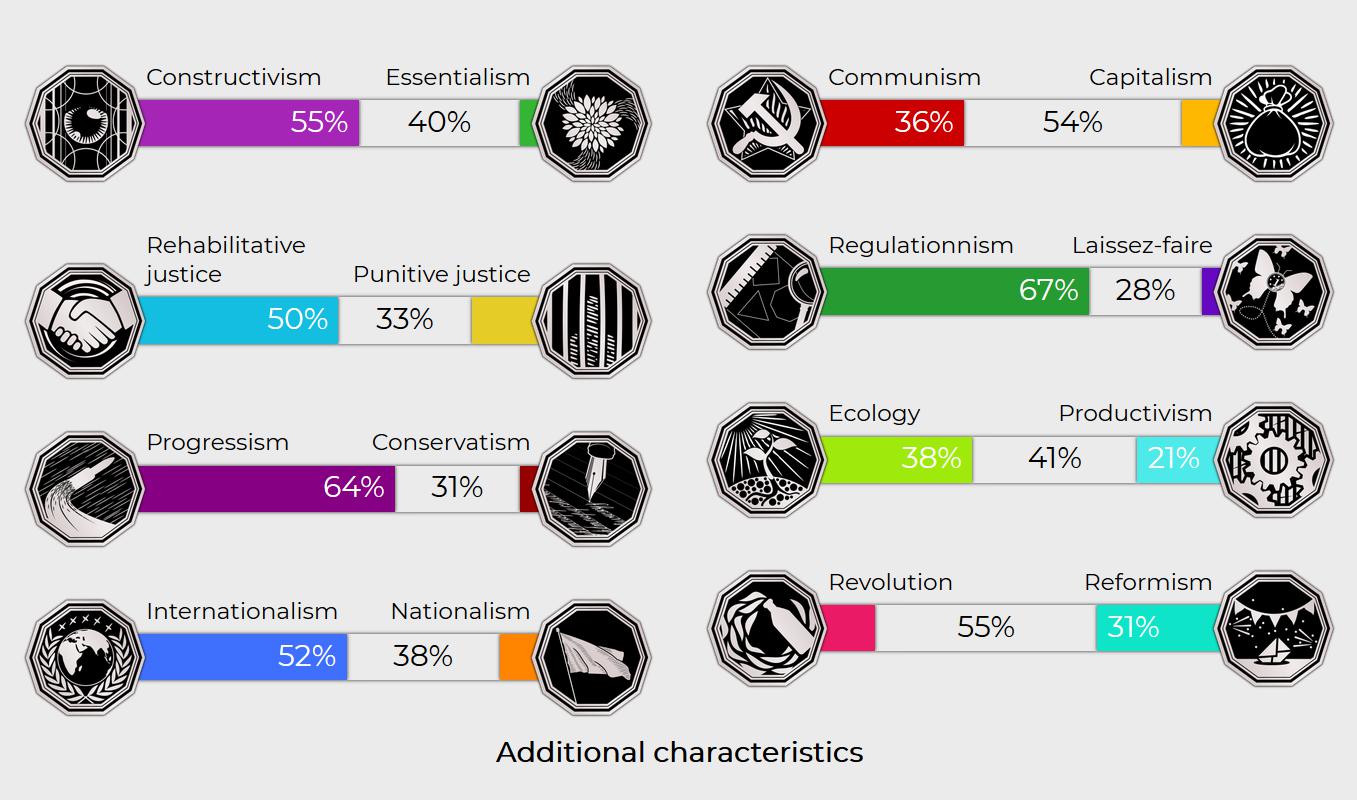 Constructivism
Essentialism
55%
40%
Communism
Capitalism
36%
54%
Rehabilitative
justice
Punitive justice
50%
33%
Regulationnism
Laissez-faire
67%
28%
Progressism
Conservatism
64%
31%
Ecology
Productivism
38%
41%
21%
Internationalism
Nationalism
52%
38%
Revolution
Reformism
55%
31%
Additional characteristics